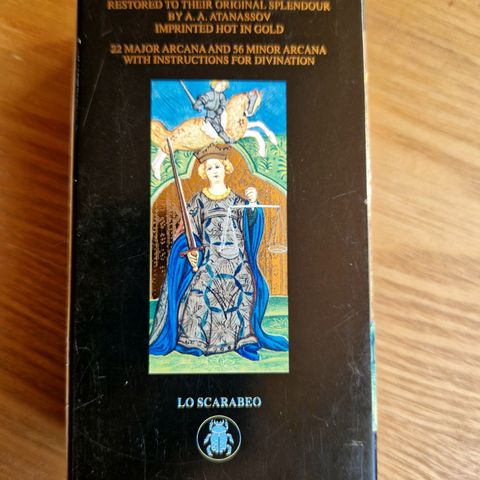 RESTORED TO THEIR ORIGINAL SPLENDOUR
BY A. A. ATANASSOV
IMPRINTED HOT IN GOLD
22 MAJOR ARCANA AND 56 MINOR ARCANA
WITH INSTRUCTIONS FOR DIVINATION
LO SCARABEO